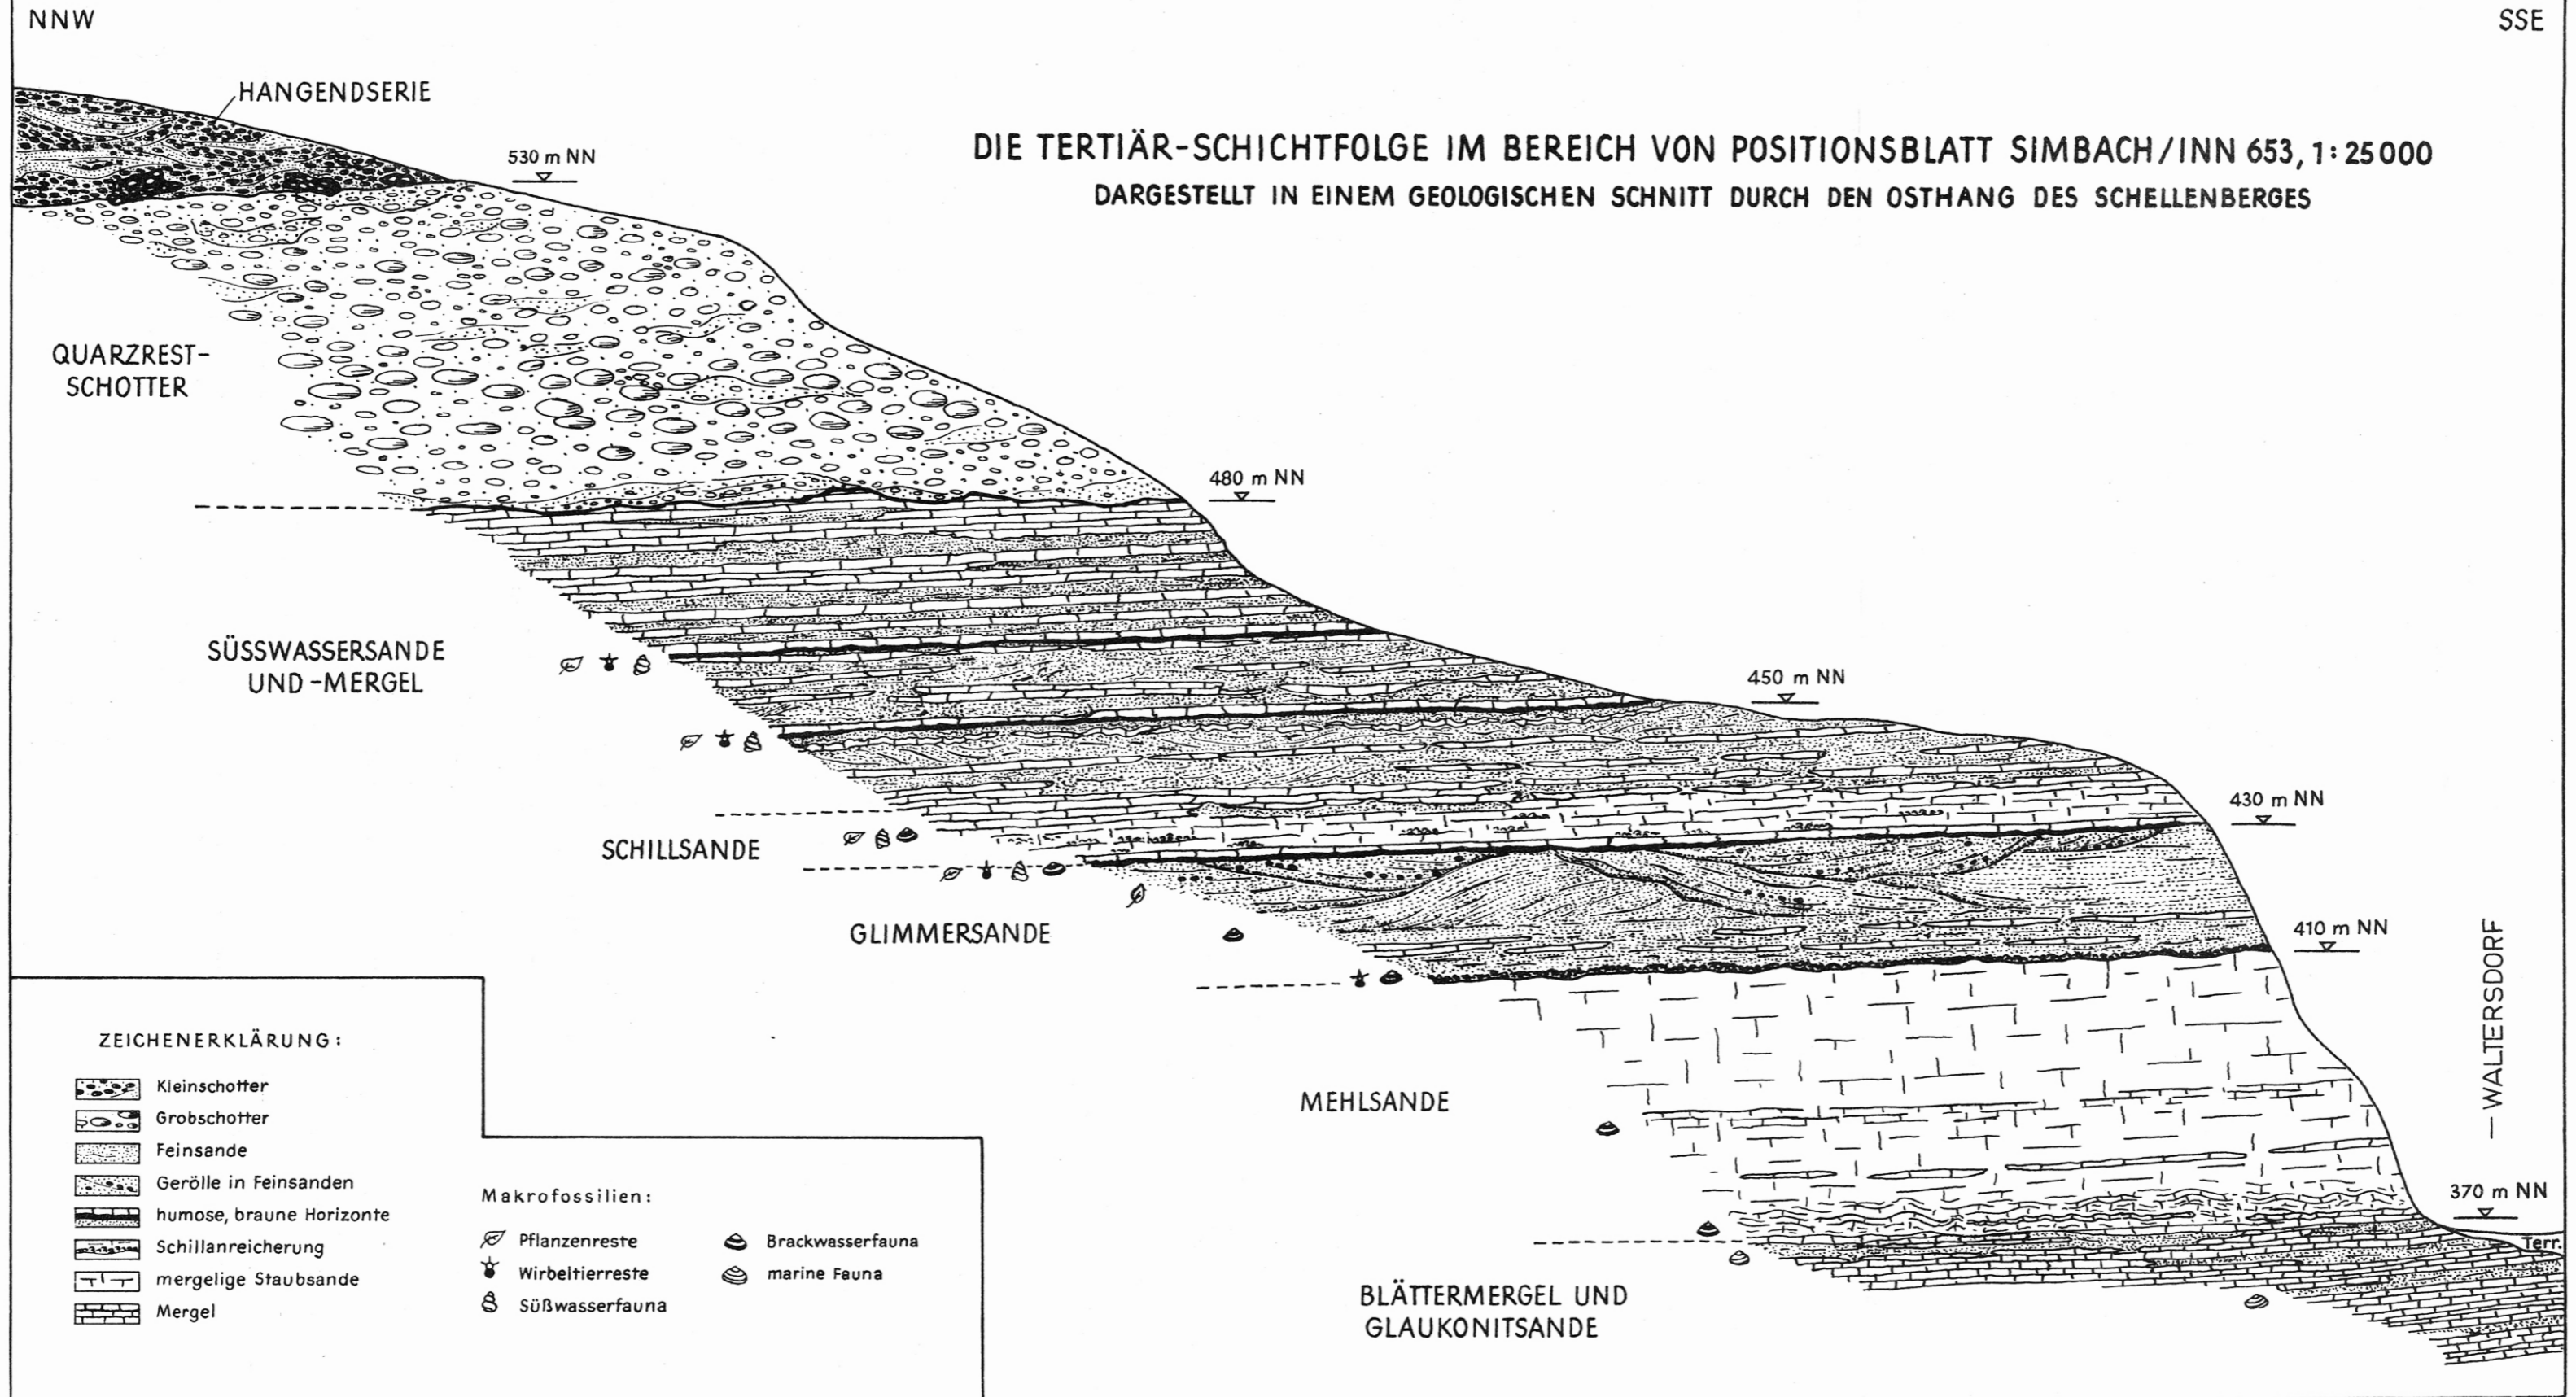 NNW
SSE
HANGENDSERIE
DIE TERTIÄR-SCHICHTFOLGE IM BEREICH VON POSITIONSBLATT SIMBACH/INN 653, 1:25000
DARGESTELLT IN EINEM GEOLOGISCHEN SCHNITT DURCH DEN OSTHANG DES SCHELLENBERGES
530 m NN
QUARZREST-
SCHOTTER
480 m NN
SÜSSWASSERSANDE
UND -MERGEL
450 m NN
430 m NN
SCHILLSANDE
GLIMMERSANDE
410 m NN
WALTERSDORF
MEHLSANDE
370 m NN
Terr.
BLÄTTERMERGEL UND
GLAUKONITSANDE
ZEICHENERKLÄRUNG:
Kleinschotter
Grobschotter
Feinsande
Gerölle in Feinsanden
humose, braune Horizonte
Schillanreicherung
mergelige Staubsande
Mergel
Makrofossilien:
Pflanzenreste
Wirbeltierreste
Süßwasserfauna
Brackwasserfauna
marine Fauna